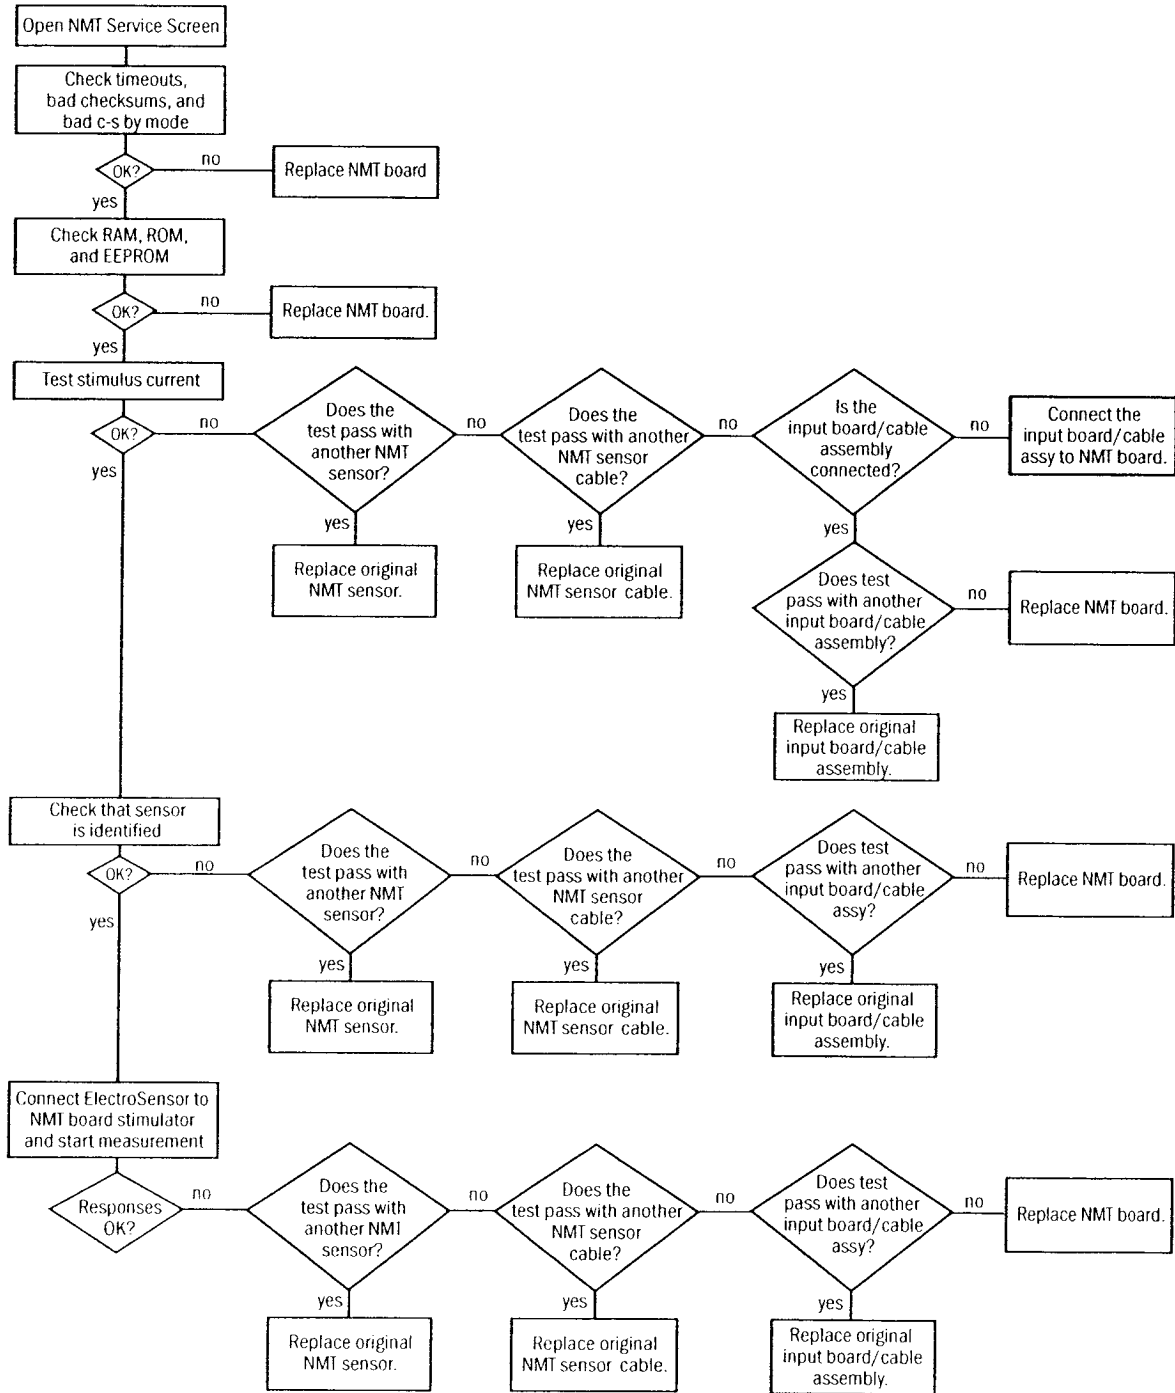 Open NMT Service Screen
Check timeouts,
bad checksums, and
bad c-s by mode
OK?
no
Replace NMT board
yes
Check RAM, ROM,
and EEPROM
OK?
no
Replace NMT board.
yes
Test stimulus current
OK?
no
Does the
test pass with
another NMT
sensor?
no
Does the
test pass with another
NMT sensor
cable?
no
Is the
input board/cable
assembly
connected?
no
Connect the
input board/cable
assy to NMT board.
yes
yes
Replace original
NMT sensor.
yes
Replace original
NMT sensor cable.
yes
Does test
pass with another
input board/cable
assembly?
no
Replace NMT board.
yes
Replace original
input board/cable
assembly.
Check that sensor
is identified
OK?
no
Does the
test pass with
another NMT
sensor?
no
Does the
test pass with another
NMT sensor
cable?
no
Does test
pass with another
input board/cable
assy?
no
Replace NMT board.
yes
yes
Replace original
NMT sensor.
yes
Replace original
NMT sensor cable.
yes
Replace original
input board/cable
assembly.
Connect ElectroSensor to
NMT board stimulator
and start measurement
Responses
OK?
no
Does the
test pass with
another NMT
sensor?
no
Does the
test pass with another
NMT sensor
cable?
no
Does test
pass with another
input board/cable
assy?
no
Replace NMT board.
yes
Replace original
NMT sensor.
yes
Replace original
NMT sensor cable.
yes
Replace original
input board/cable
assembly.